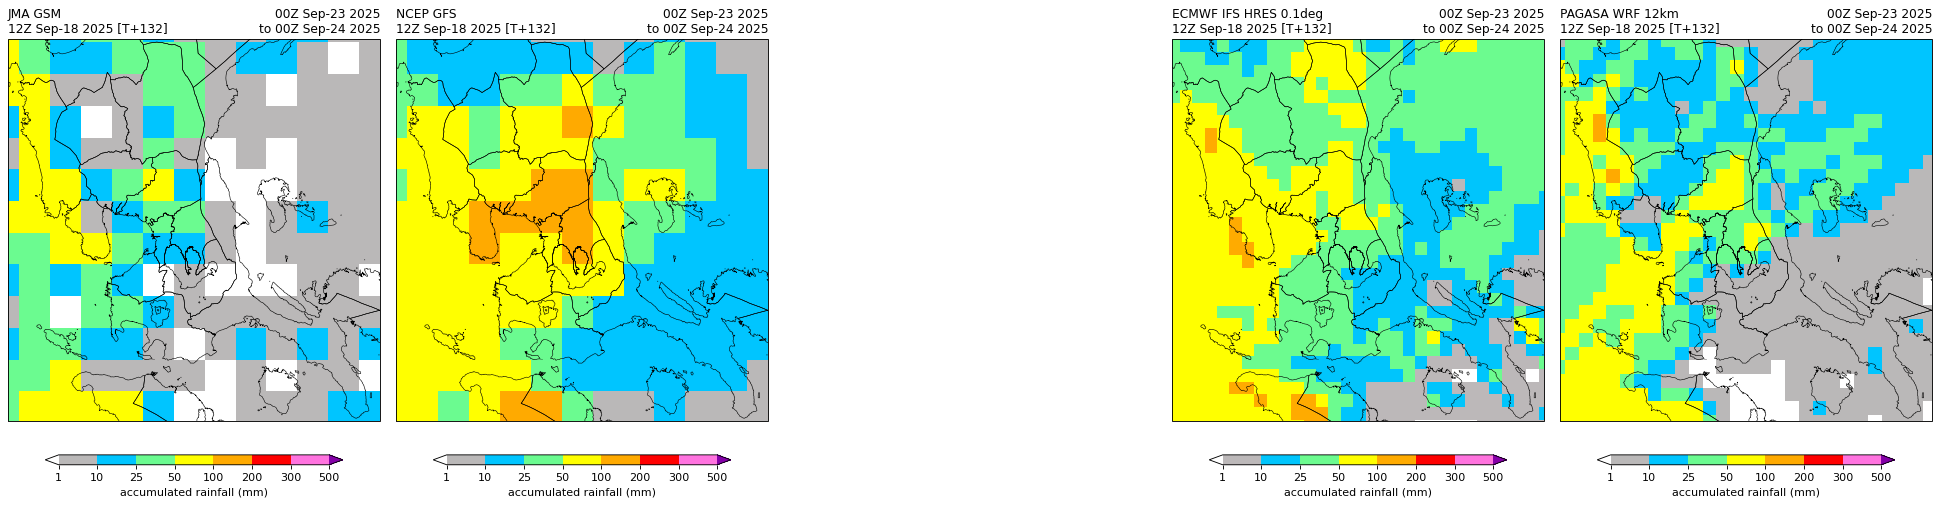 JMA GSM 00Z Sep-23 2025
12Z Sep-18 2025 [T+132] to 00Z Sep-24 2025
1 10 25 50 100 200 300 500
accumulated rainfall (mm)
NCEP GFS 00Z Sep-23 2025
12Z Sep-18 2025 [T+132] to 00Z Sep-24 2025
1 10 25 50 100 200 300 500
accumulated rainfall (mm)
ECMWF IFS HRES 0.1deg 00Z Sep-23 2025
12Z Sep-18 2025 [T+132] to 00Z Sep-24 2025
1 10 25 50 100 200 300 500
accumulated rainfall (mm)
PAGASA WRF 12km 00Z Sep-23 2025
12Z Sep-18 2025 [T+132] to 00Z Sep-24 2025
1 10 25 50 100 200 300 500
accumulated rainfall (mm)